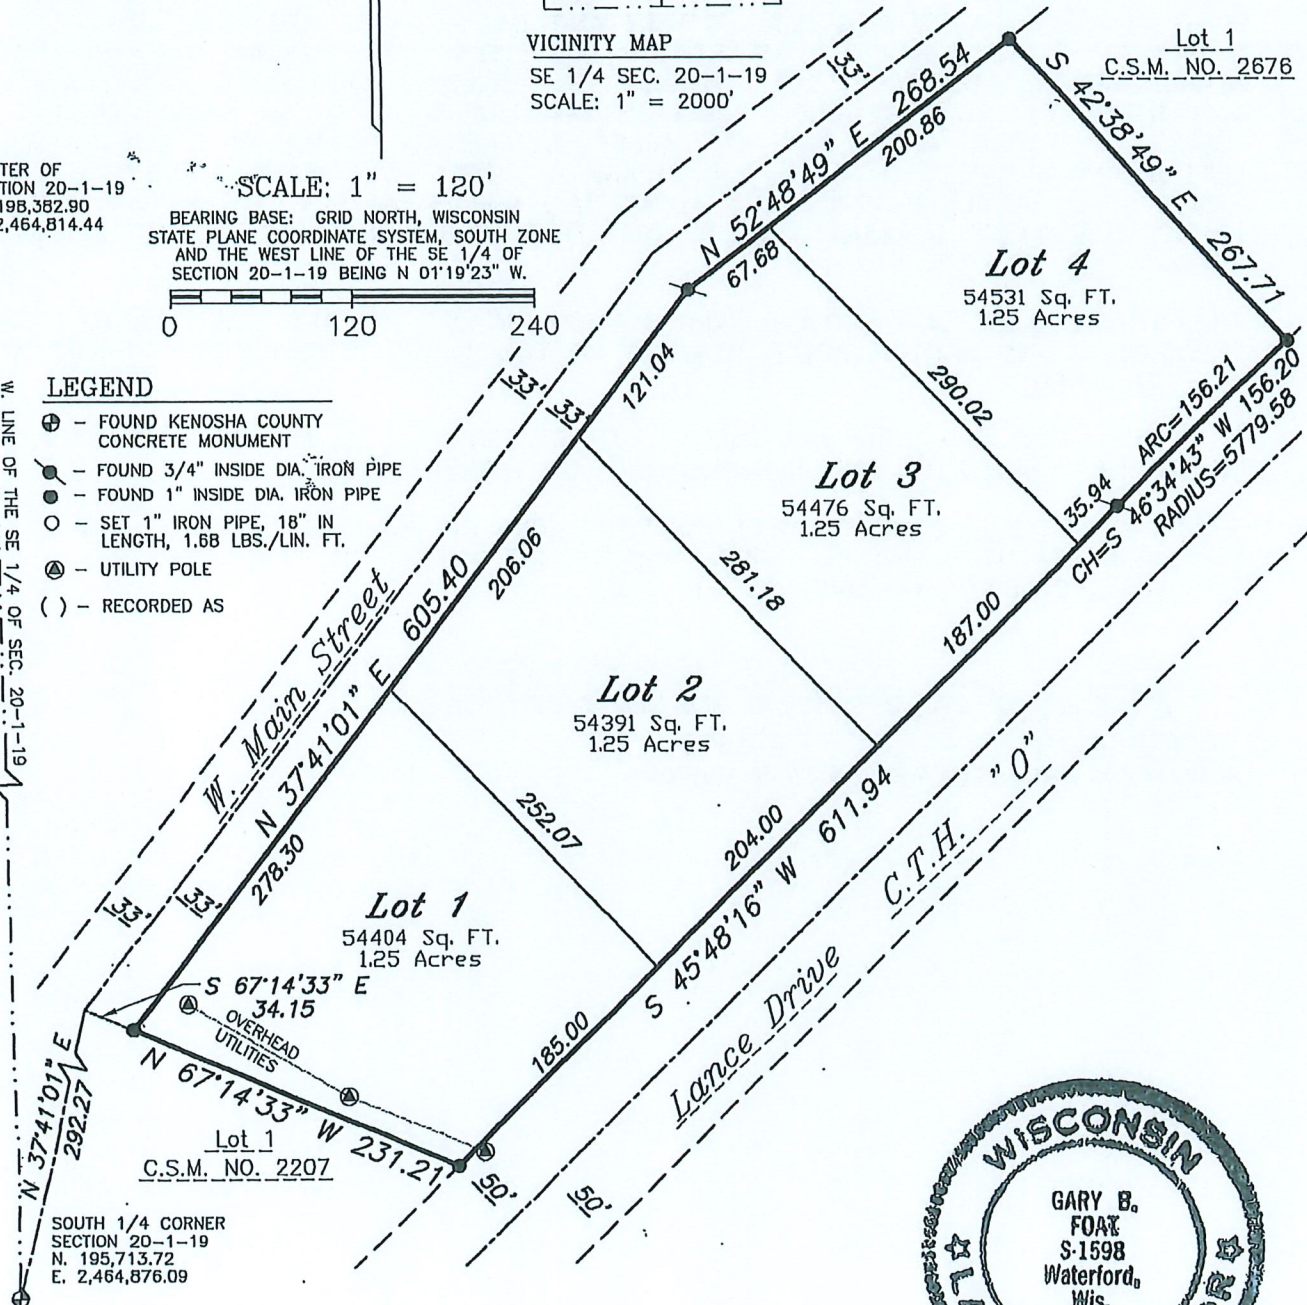 VICINITY MAP
SE 1/4 SEC. 20-1-19
SCALE: 1" = 2000'
Lot 1
C.S.M. NO. 2676
TER OF
TION 20-1-19
198,382.90
2,464,814.44
SCALE: 1" = 120'
BEARING BASE: GRID NORTH, WISCONSIN
STATE PLANE COORDINATE SYSTEM, SOUTH ZONE
AND THE WEST LINE OF THE SE 1/4 OF
SECTION 20-1-19 BEING N 01°19'23" W.
0 120 240
LEGEND
– FOUND KENOSHA COUNTY
CONCRETE MONUMENT
– FOUND 3/4" INSIDE DIA. IRON PIPE
– FOUND 1" INSIDE DIA. IRON PIPE
– SET 1" IRON PIPE, 18" IN
LENGTH, 1.68 LBS./LIN. FT.
– UTILITY POLE
( ) – RECORDED AS
W. LINE OF THE SE 1/4 OF SEC. 20-1-19
33'
N 52°48'49" E 268.54
200.86
67.68
S 42°38'49" E 267.71
Lot 4
54531 Sq. FT.
1.25 Acres
290.02
ARC=156.21
CH=S 46°34'43" W 156.20
RADIUS=5779.58
35.94
121.04
33'
33'
Lot 3
54476 Sq. FT.
1.25 Acres
281.18
187.00
206.06
N 37°41'01" E 605.40
W. Main Street
Lot 2
54391 Sq. FT.
1.25 Acres
252.07
204.00
S 45°48'16" W 611.94
C.T.H. "O"
Lance Drive
278.30
33'
33'
Lot 1
54404 Sq. FT.
1.25 Acres
185.00
S 67°14'33" E
34.15
OVERHEAD
UTILITIES
N 67°14'33" W 231.21
50'
50'
N 37°41'01" E
292.27
Lot 1
C.S.M. NO. 2207
SOUTH 1/4 CORNER
SECTION 20-1-19
N. 195,713.72
E. 2,464,876.09
WISCONSIN
GARY B.
FOAT
S-1598
Waterford,
Wis.